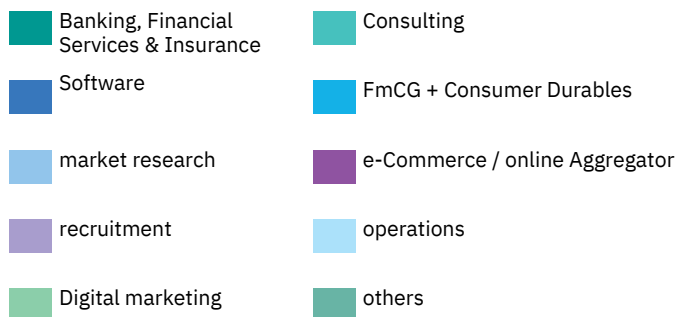 Banking, Financial
Services & Insurance
Consulting
Software
FmCG + Consumer Durables
market research
e-Commerce / online Aggregator
recruitment
operations
Digital marketing
others